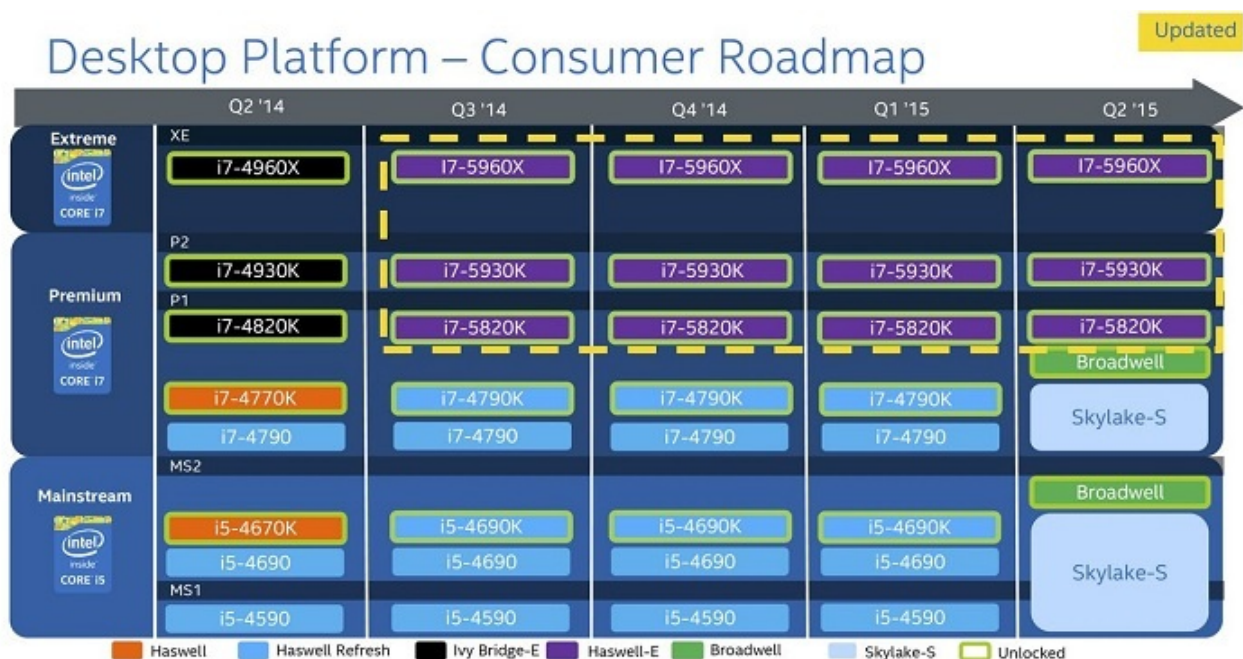 Updated
Desktop Platform – Consumer Roadmap
Q2 '14 Q3 '14 Q4 '14 Q1 '15 Q2 '15
Extreme
XE
i7-4960X I7-5960X I7-5960X I7-5960X I7-5960X
intel
inside
CORE i7
P2
i7-4930K i7-5930K i7-5930K i7-5930K i7-5930K
Premium
P1
i7-4820K i7-5820K i7-5820K i7-5820K i7-5820K
intel
inside
CORE i7
Broadwell
i7-4770K i7-4790K i7-4790K i7-4790K
Skylake-S
i7-4790 i7-4790 i7-4790 i7-4790
MS2
Mainstream
Broadwell
i5-4670K i5-4690K i5-4690K i5-4690K
intel
inside
CORE i5
i5-4690 i5-4690 i5-4690 i5-4690
Skylake-S
MS1
i5-4590 i5-4590 i5-4590 i5-4590
Haswell Haswell Refresh Ivy Bridge-E Haswell-E Broadwell Skylake-S Unlocked